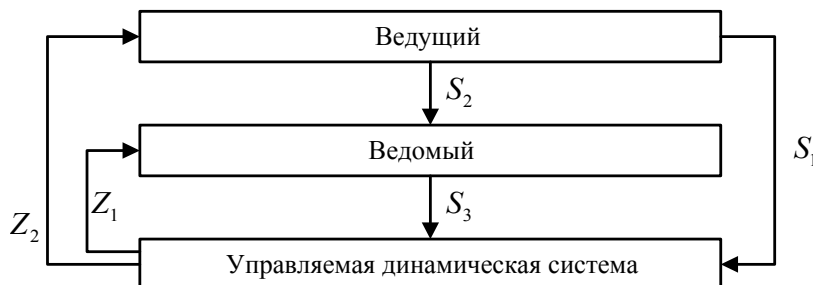 Ведущий
S₂
Ведомый
S₁
Z₁
S₃
Z₂
Управляемая динамическая система